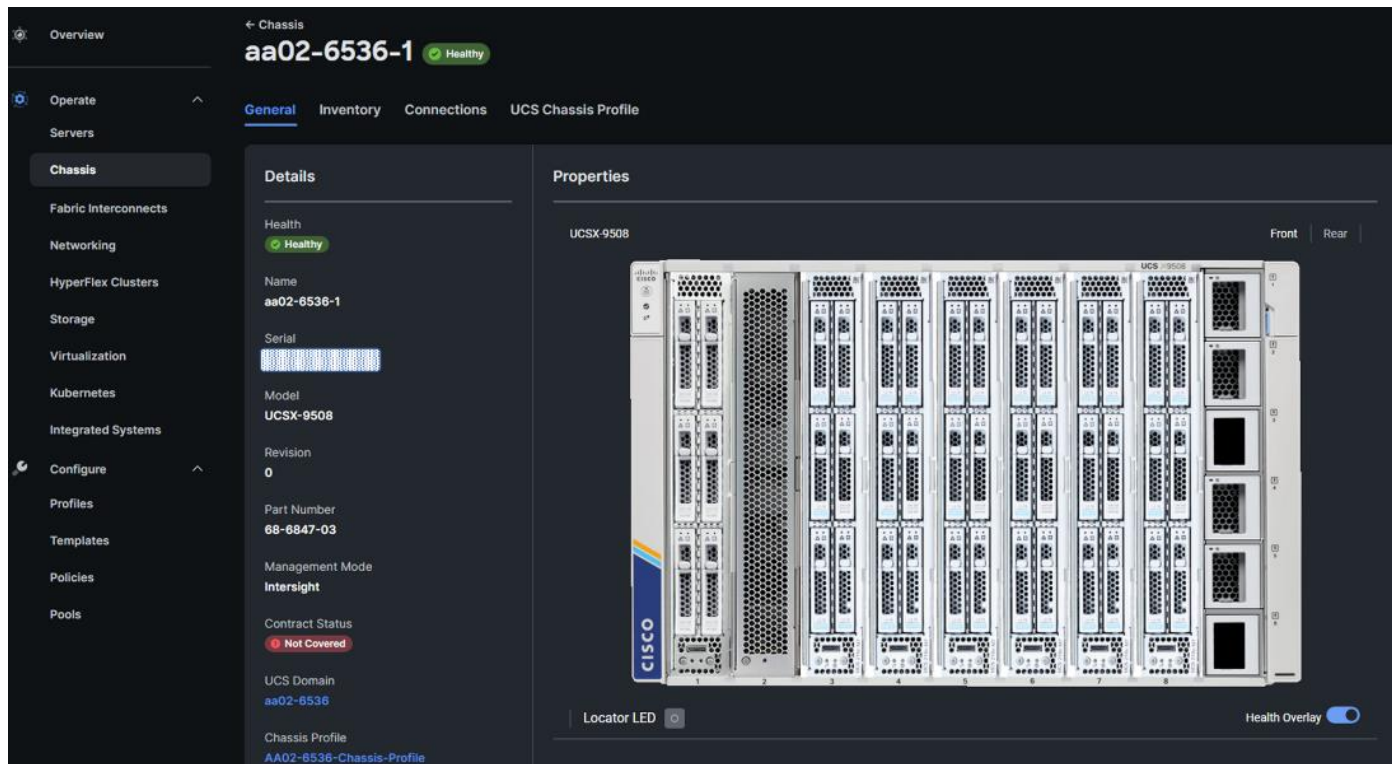 Overview
Operate
Servers
Chassis
Fabric Interconnects
Networking
HyperFlex Clusters
Storage
Virtualization
Kubernetes
Integrated Systems
Configure
Profiles
Templates
Policies
Pools
← Chassis
aa02-6536-1 Healthy
General Inventory Connections UCS Chassis Profile
Details
Health
Healthy
Name
aa02-6536-1
Serial
Model
UCSX-9508
Revision
0
Part Number
68-6847-03
Management Mode
Intersight
Contract Status
Not Covered
UCS Domain
aa02-6536
Chassis Profile
AA02-6536-Chassis-Profile
Properties
UCSX-9508 Front Rear
CISCO
UCS X9508
CISCO
1 2 3 4 5 6 7 8
Locator LED
Health Overlay